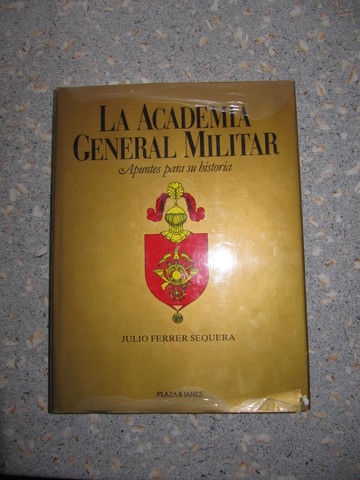 LA ACADEMIA
GENERAL MILITAR
Apuntes para su historia
JULIO FERRER SEQUERA
PLAZA & JANES